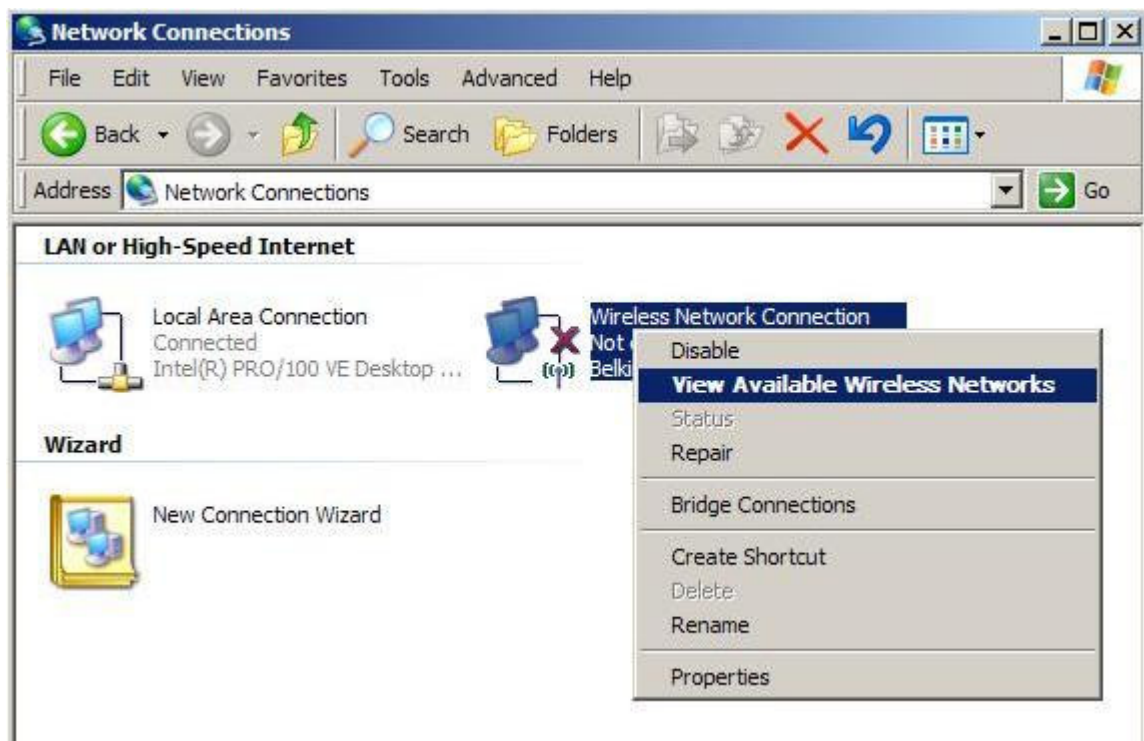 Network Connections
File Edit View Favorites Tools Advanced Help
Back Search Folders
Address Network Connections Go
LAN or High-Speed Internet
Local Area Connection
Connected
Intel(R) PRO/100 VE Desktop ...
Wireless Network Connection
Not
Disable
View Available Wireless Networks
Status
Repair
Bridge Connections
Create Shortcut
Delete
Rename
Properties
Wizard
New Connection Wizard